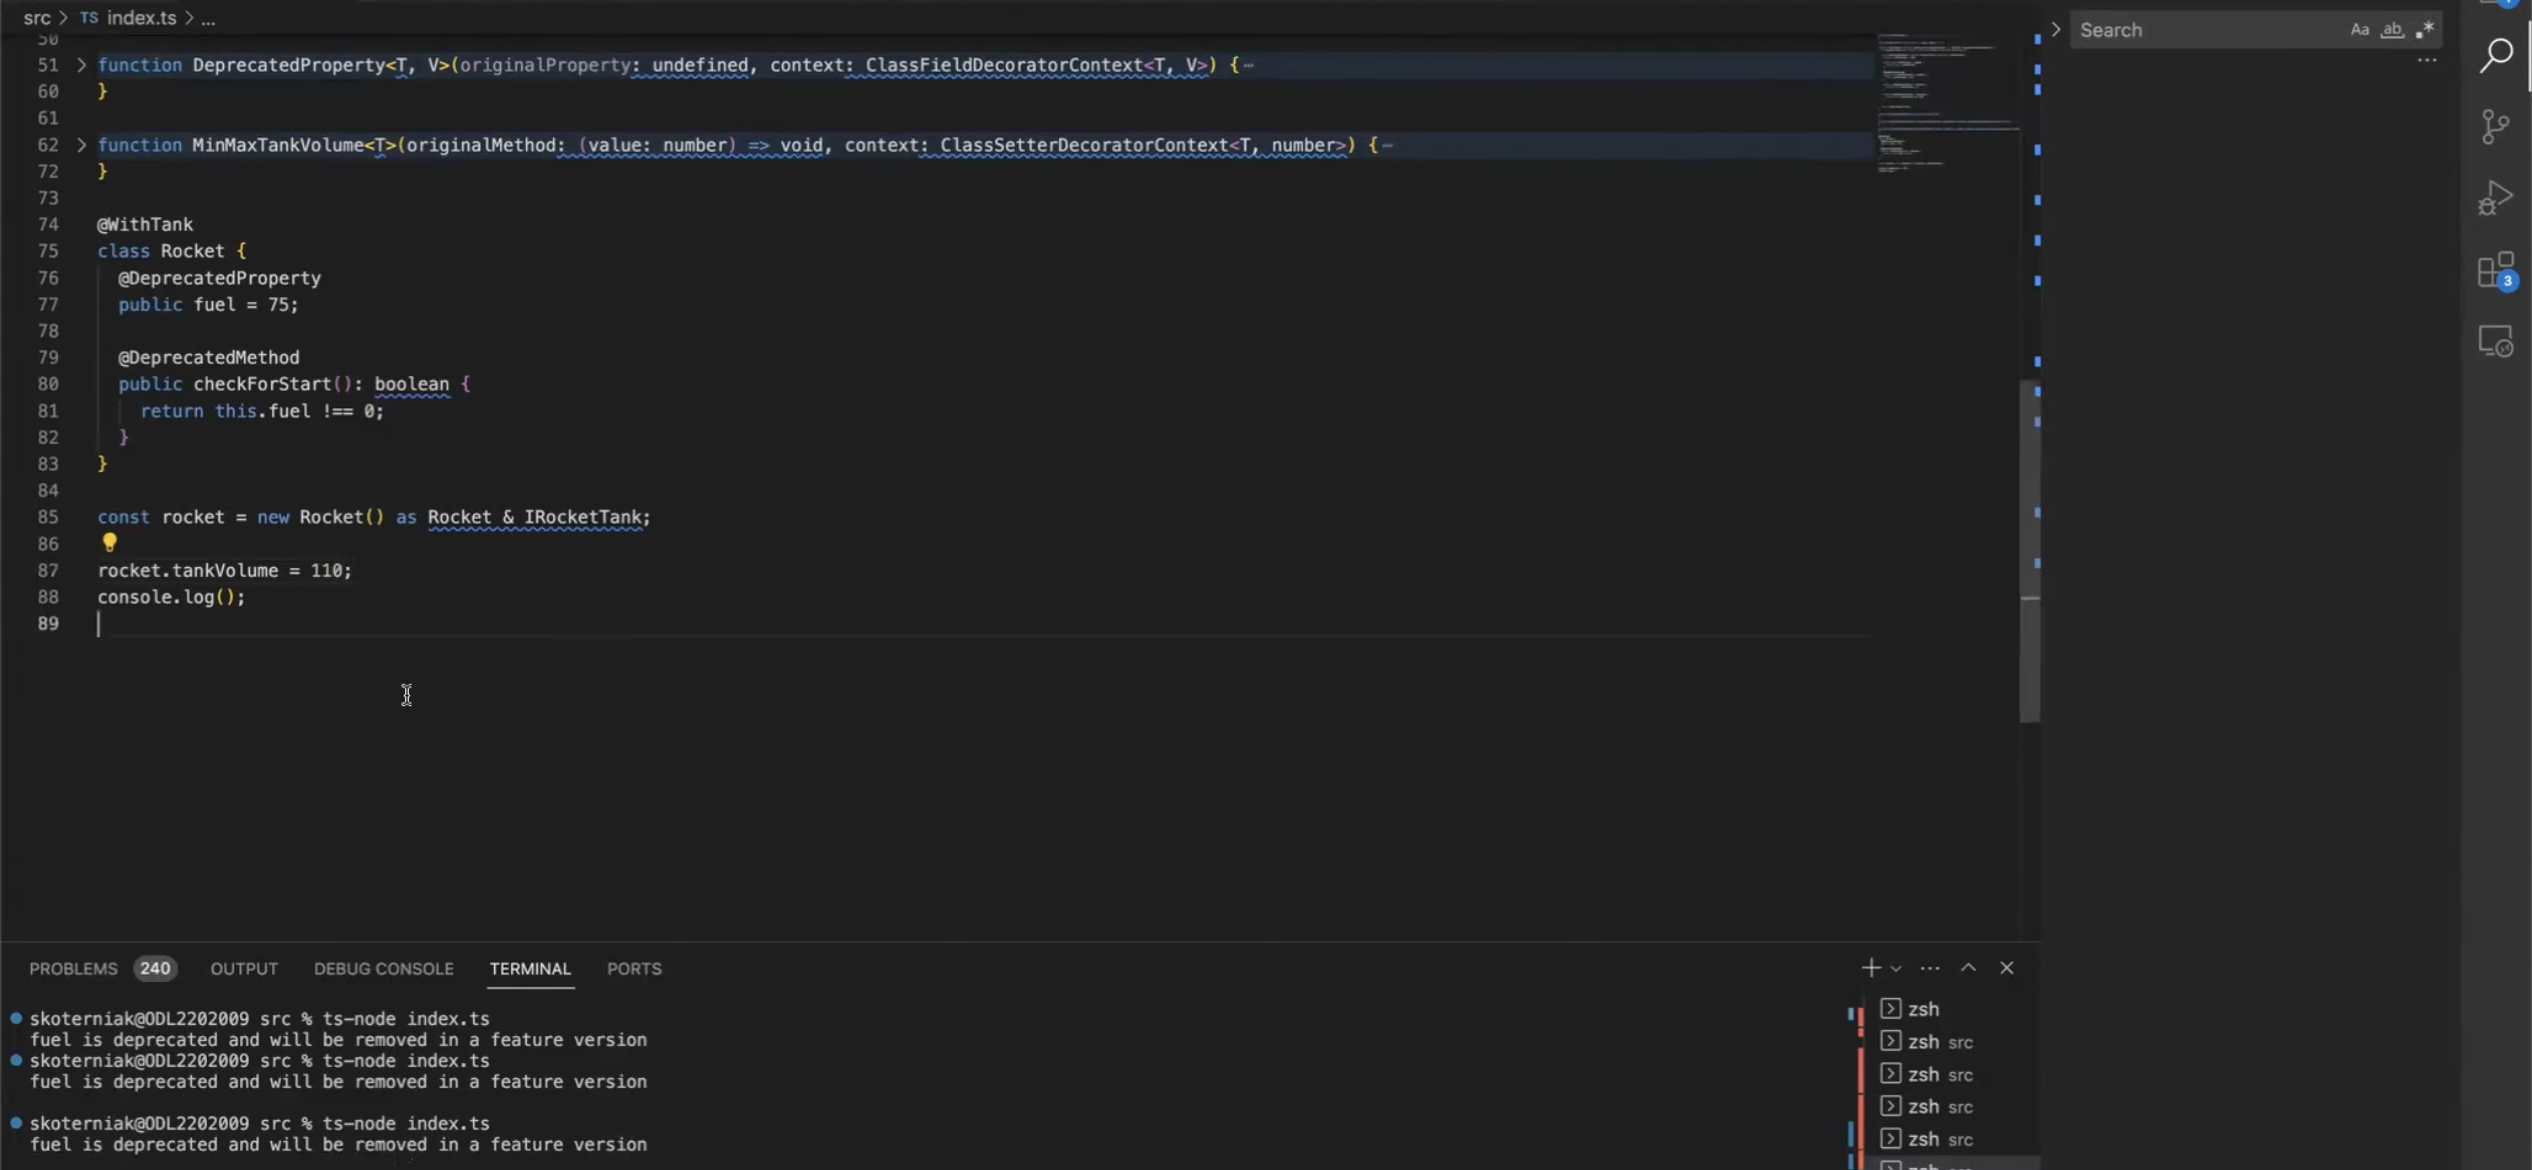 src > TS index.ts > ...
50
51 > function DeprecatedProperty<T, V>(originalProperty: undefined, context: ClassFieldDecoratorContext<T, V>) {⋯
60 }
61
62 > function MinMaxTankVolume<T>(originalMethod: (value: number) => void, context: ClassSetterDecoratorContext<T, number>) {⋯
72 }
73
74 @WithTank
75 class Rocket {
76 @DeprecatedProperty
77 public fuel = 75;
78
79 @DeprecatedMethod
80 public checkForStart(): boolean {
81 return this.fuel !== 0;
82 }
83 }
84
85 const rocket = new Rocket() as Rocket & IRocketTank;
86
87 rocket.tankVolume = 110;
88 console.log();
89
Search Aa ab .*
...
3
PROBLEMS 240 OUTPUT DEBUG CONSOLE TERMINAL PORTS
skoterniak@ODL2202009 src % ts-node index.ts
fuel is deprecated and will be removed in a feature version
skoterniak@ODL2202009 src % ts-node index.ts
fuel is deprecated and will be removed in a feature version
skoterniak@ODL2202009 src % ts-node index.ts
fuel is deprecated and will be removed in a feature version
zsh
zsh src
zsh src
zsh src
zsh src